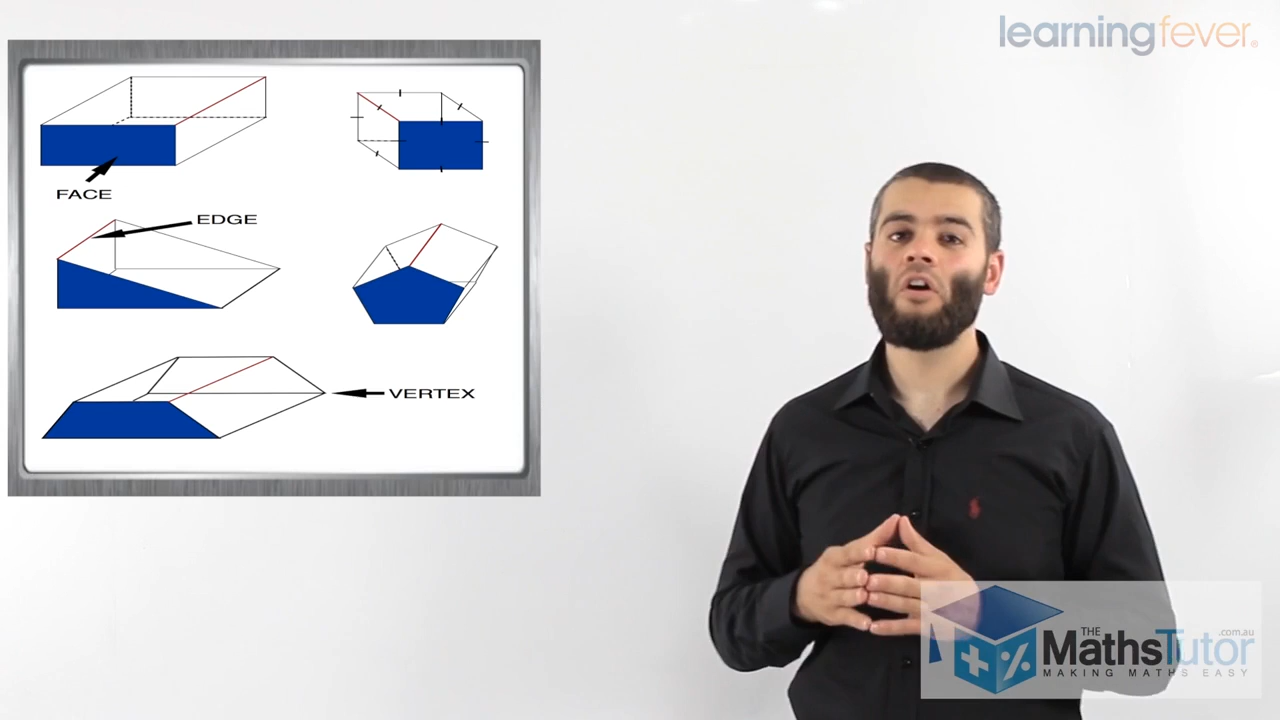 learningfever®
FACE
EDGE
VERTEX
THE
MathsTutor
.com.au
MAKING MATHS EASY